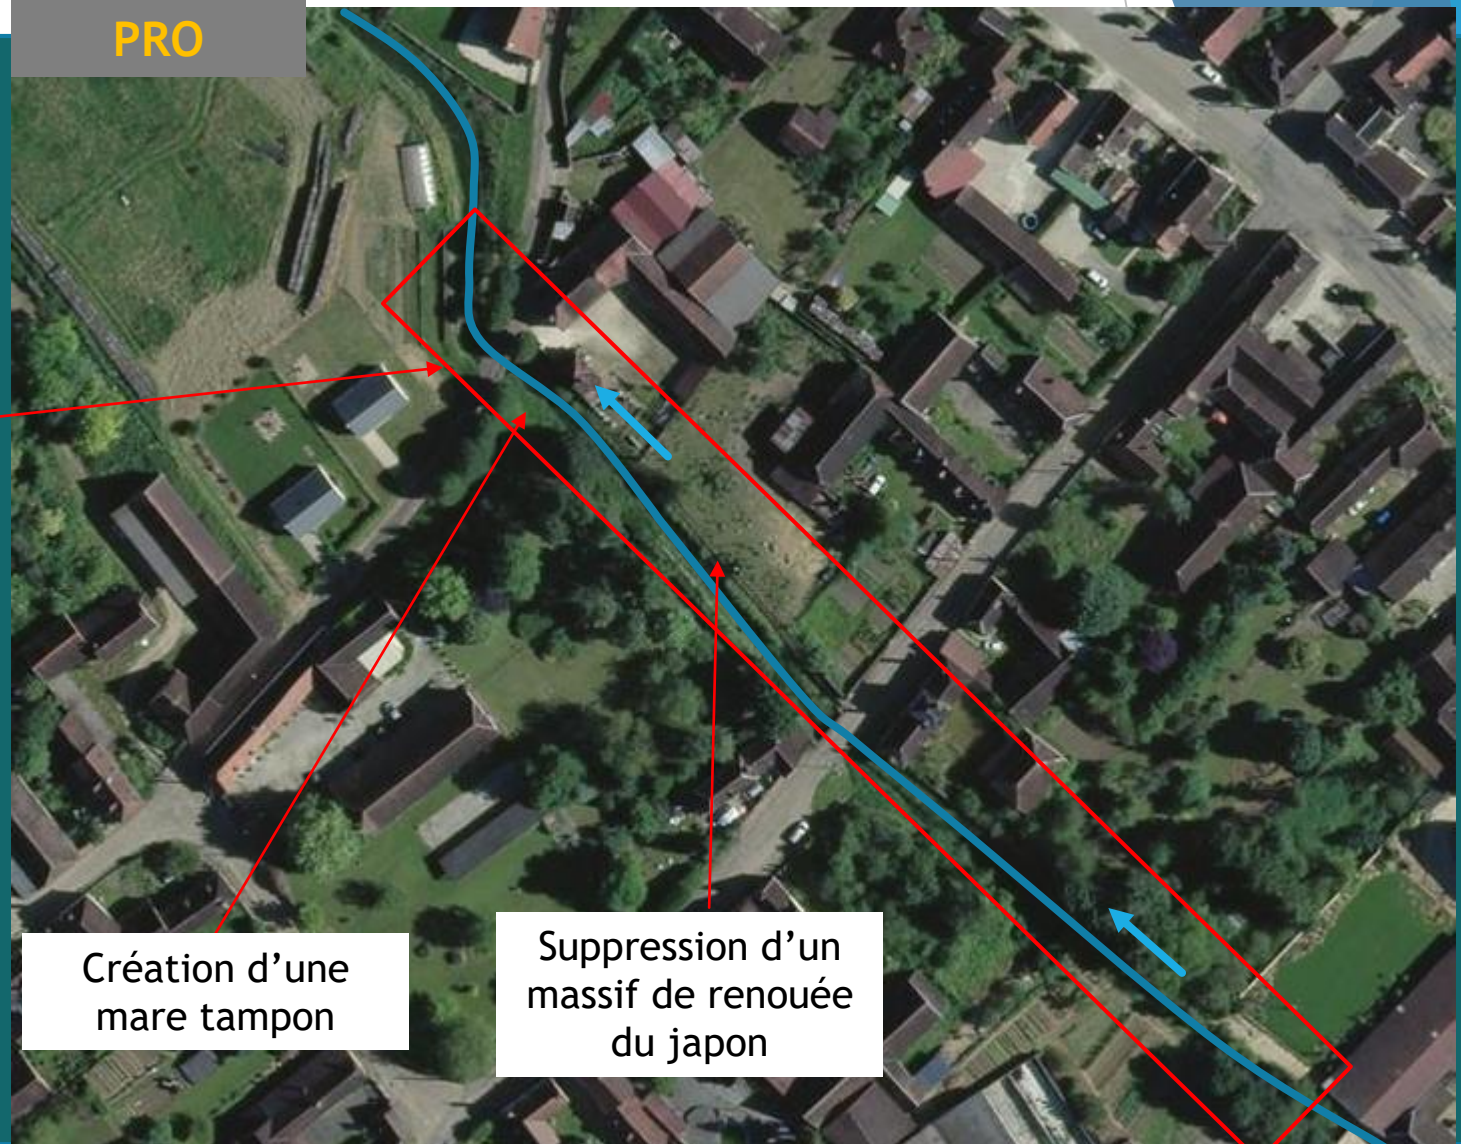 PRO
Création d’une
mare tampon
Suppression d’un
massif de renouée
du japon